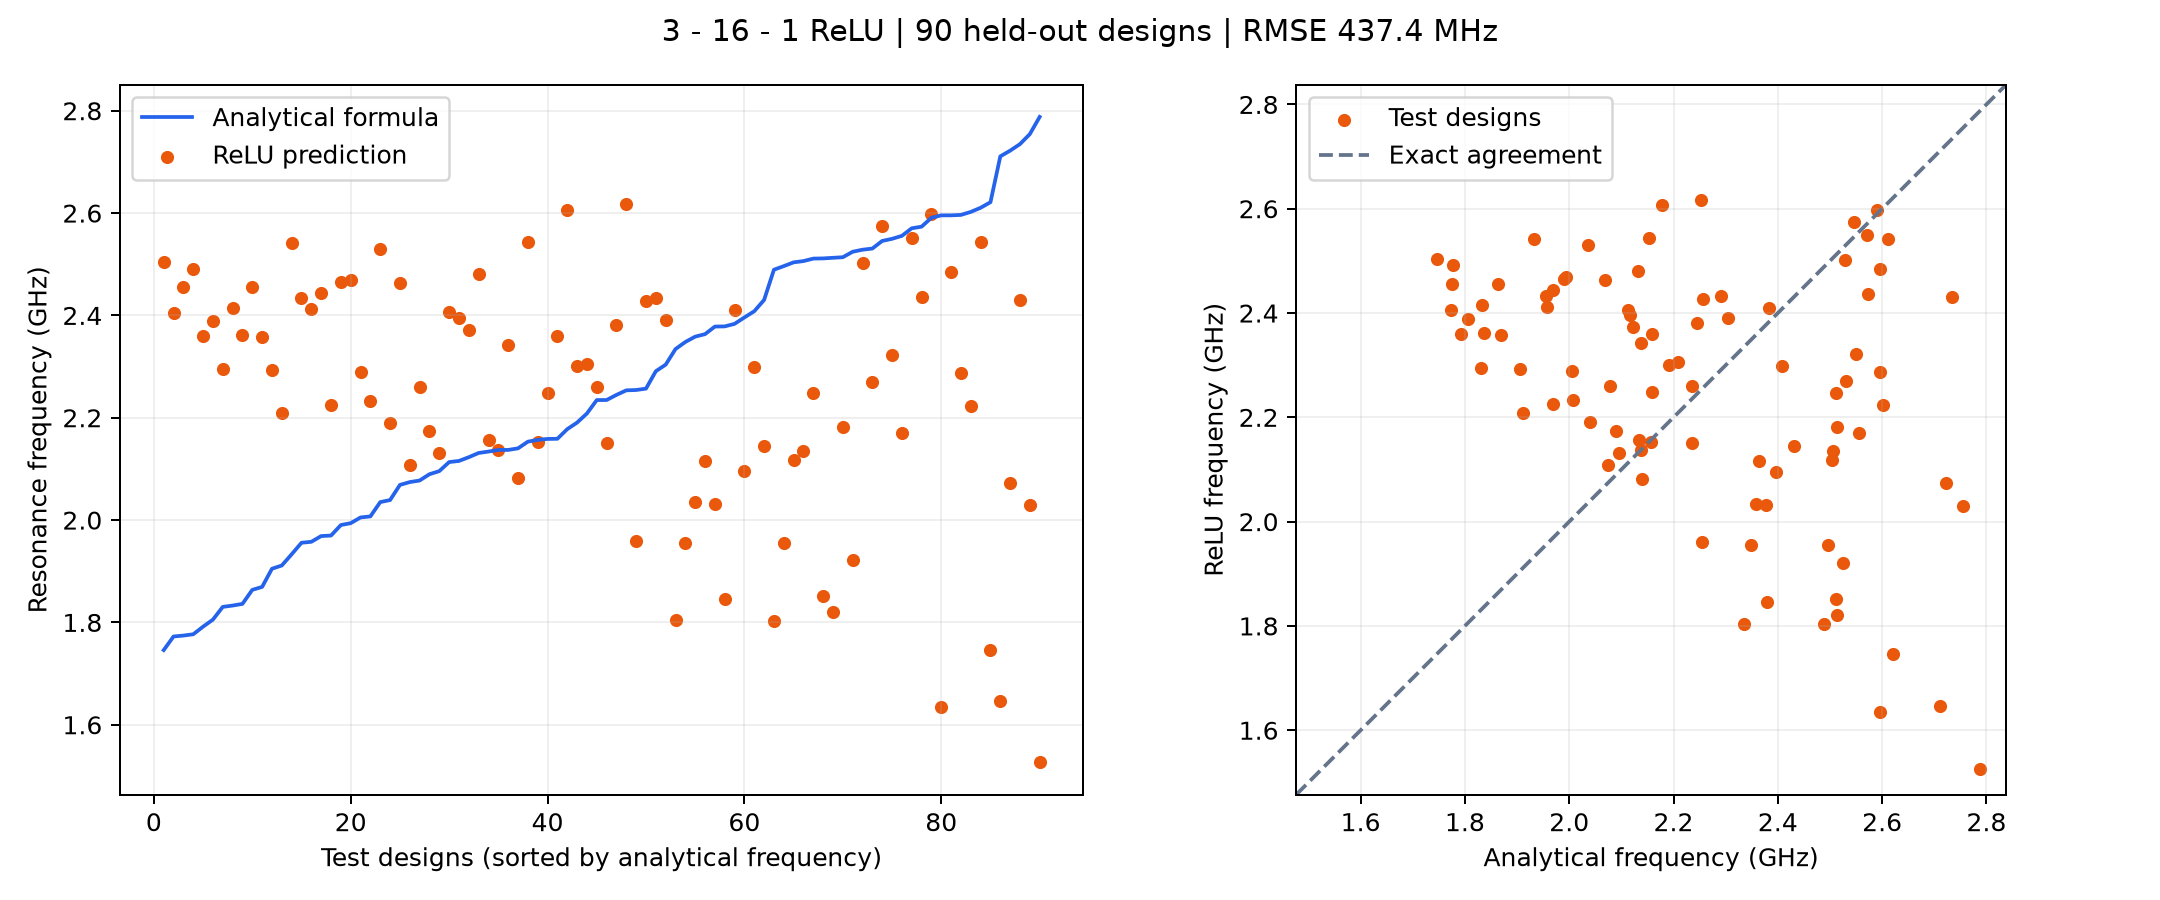 3 - 16 - 1 ReLU | 90 held-out designs | RMSE 437.4 MHz
Analytical formula
ReLU prediction
Resonance frequency (GHz)
2.8
2.6
2.4
2.2
2.0
1.8
1.6
0 20 40 60 80
Test designs (sorted by analytical frequency)
Test designs
Exact agreement
ReLU frequency (GHz)
2.8
2.6
2.4
2.2
2.0
1.8
1.6
1.6 1.8 2.0 2.2 2.4 2.6 2.8
Analytical frequency (GHz)